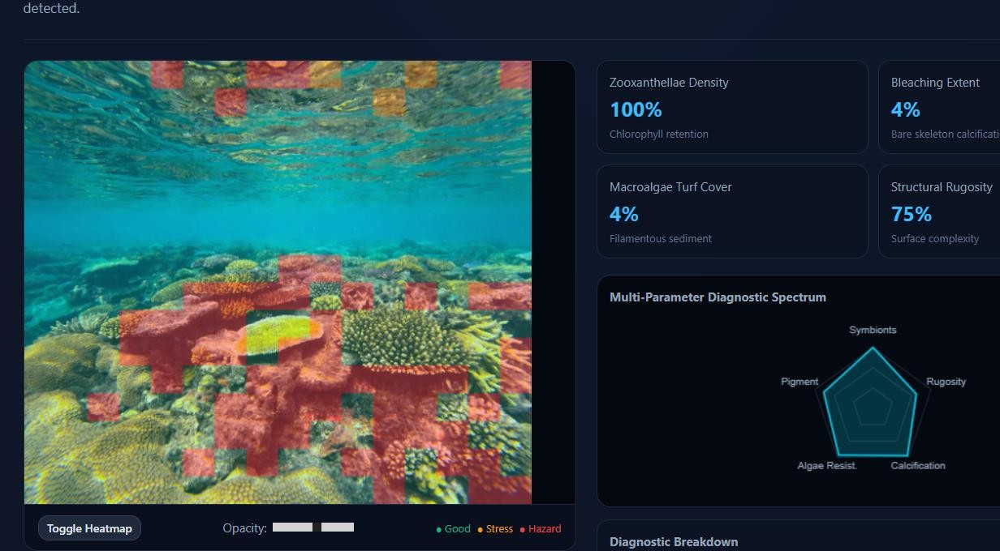 detected.
Zooxanthellae Density
100%
Chlorophyll retention
Bleaching Extent
4%
Bare skeleton
Macroalgae Turf Cover
4%
Filamentous sediment
Structural Rugosity
75%
Surface complexity
Multi-Parameter Diagnostic Spectrum
Symbionts
Pigment
Rugosity
Algae Resist.
Calcification
Toggle Heatmap
Opacity:
Good
Stress
Hazard
Diagnostic Breakdown